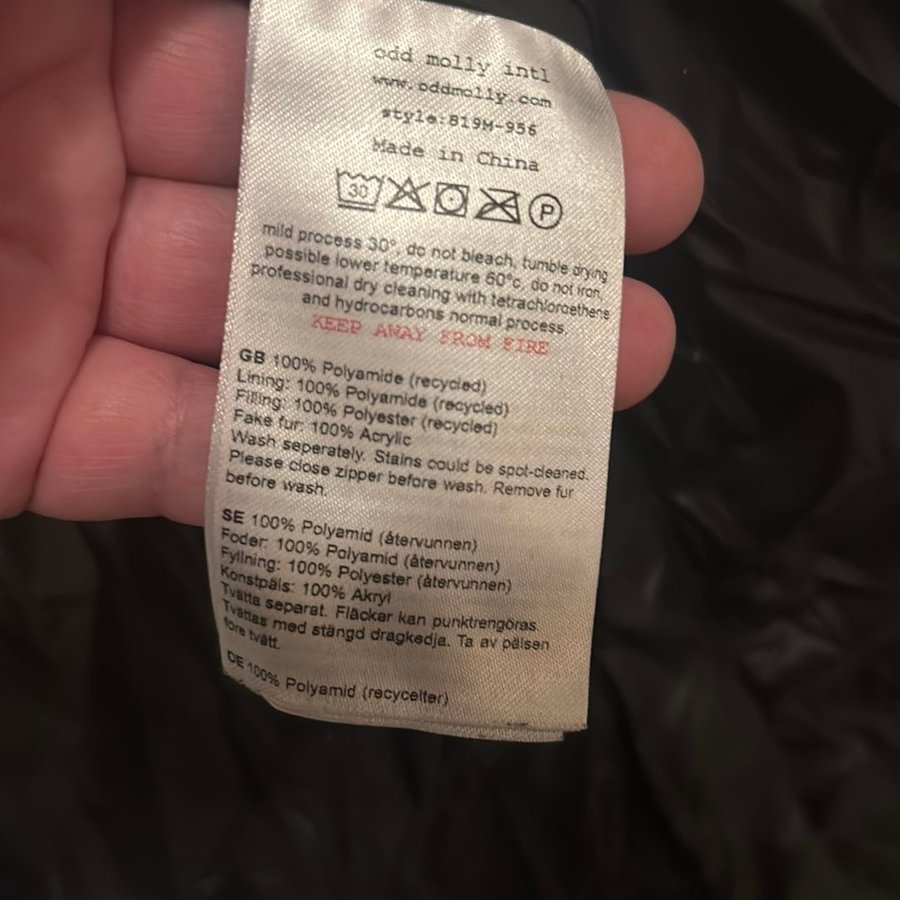 odd molly intl
www.oddmolly.com
style:819M-956
Made in China
30 P
mild process 30°, do not bleach, tumble drying
possible lower temperature 60°c, do not iron,
professional dry cleaning with tetrachloroethene
and hydrocarbons normal process.
KEEP AWAY FROM FIRE
GB 100% Polyamide (recycled)
Lining: 100% Polyamide (recycled)
Filling: 100% Polyester (recycled)
Fake fur: 100% Acrylic
Wash seperately. Stains could be spot-cleaned.
Please close zipper before wash. Remove fur
before wash.
SE 100% Polyamid (återvunnen)
Foder: 100% Polyamid (återvunnen)
Fyllning: 100% Polyester (återvunnen)
Konstpäls: 100% Akryl
Tvätta separat. Fläckar kan punktrengöras.
Tvättas med stängd dragkedja. Ta av pälsen
före tvätt.
DE 100% Polyamid (recycelter)